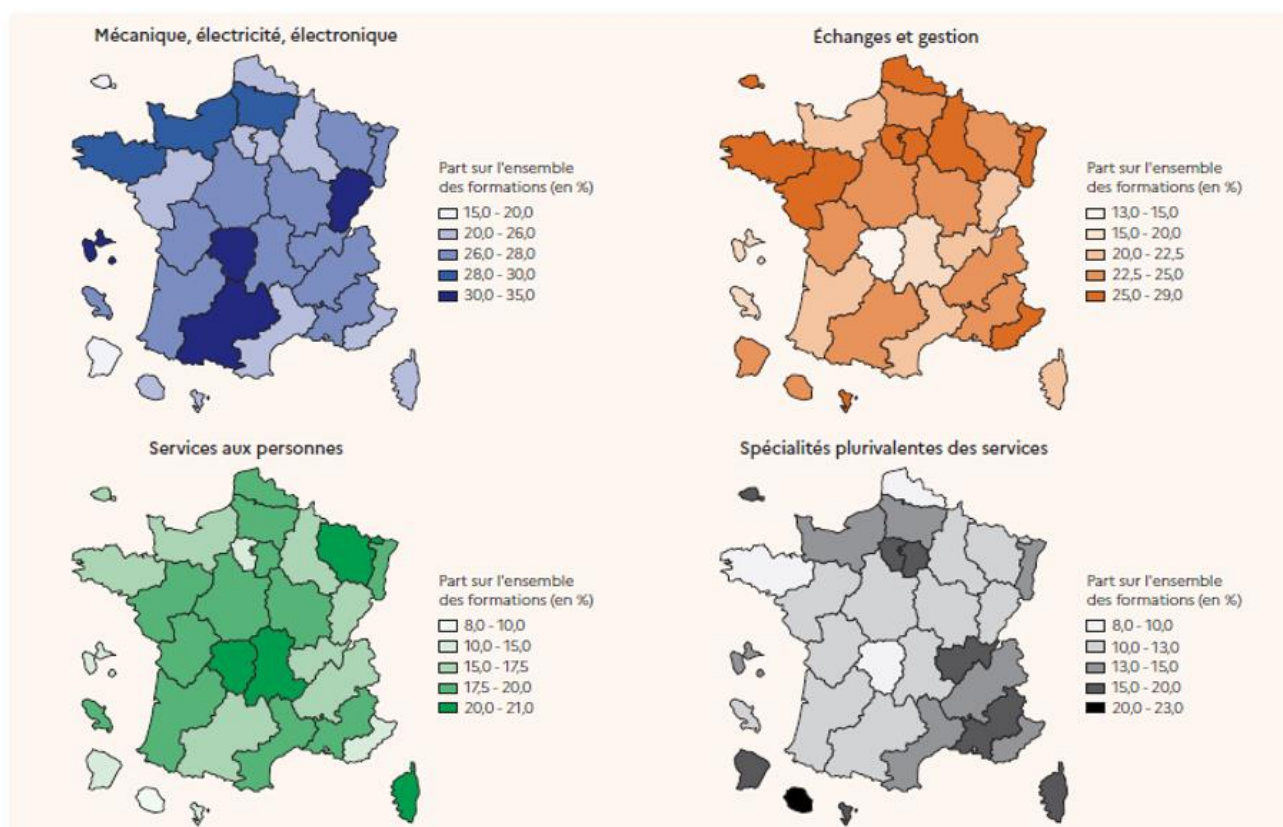 Mécanique, électricité, électronique
Part sur l'ensemble
des formations (en %)
15,0 - 20,0
20,0 - 26,0
26,0 - 28,0
28,0 - 30,0
30,0 - 35,0
Échanges et gestion
Part sur l'ensemble
des formations (en %)
13,0 - 15,0
15,0 - 20,0
20,0 - 22,5
22,5 - 25,0
25,0 - 29,0
Services aux personnes
Part sur l'ensemble
des formations (en %)
8,0 - 10,0
10,0 - 15,0
15,0 - 17,5
17,5 - 20,0
20,0 - 21,0
Spécialités plurivalentes des services
Part sur l'ensemble
des formations (en %)
8,0 - 10,0
10,0 - 13,0
13,0 - 15,0
15,0 - 20,0
20,0 - 23,0